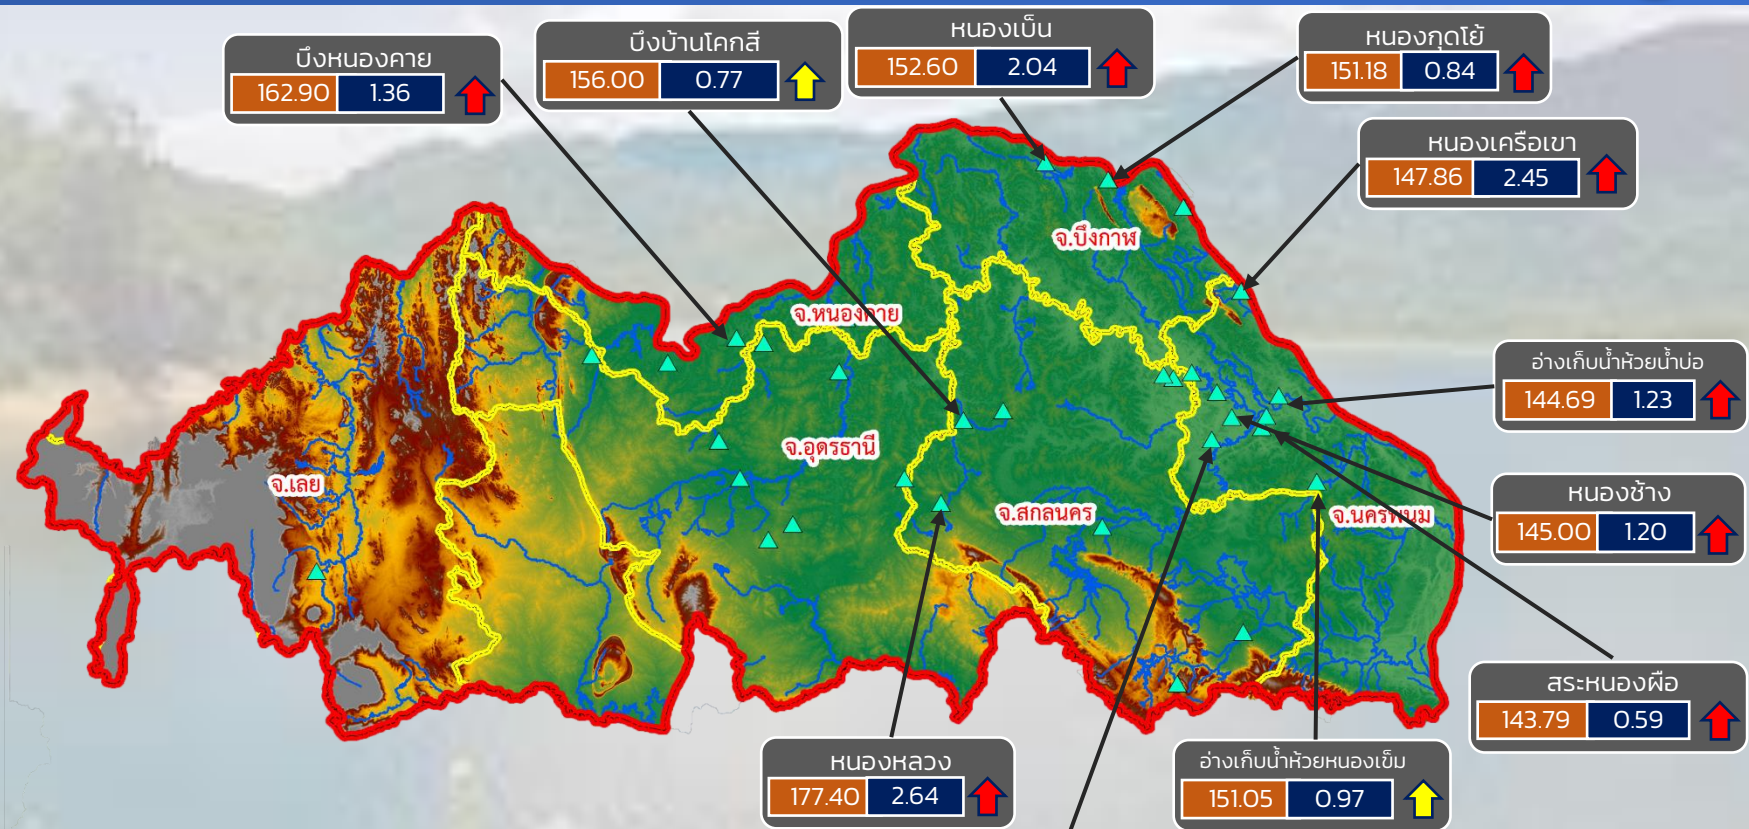 บึงหนองคาย
162.90 1.36
บึงบ้านโคกสี
156.00 0.77
หนองเบ็น
152.60 2.04
หนองกุดโย้
151.18 0.84
หนองเครือเขา
147.86 2.45
จ.บึงกาฬ
จ.หนองคาย
อ่างเก็บน้ำห้วยน้ำบ่อ
144.69 1.23
จ.อุดรธานี
จ.เลย
จ.สกลนคร
จ.นครพนม
หนองช้าง
145.00 1.20
สระหนองผือ
143.79 0.59
หนองหลวง
177.40 2.64
อ่างเก็บน้ำห้วยหนองเข็ม
151.05 0.97